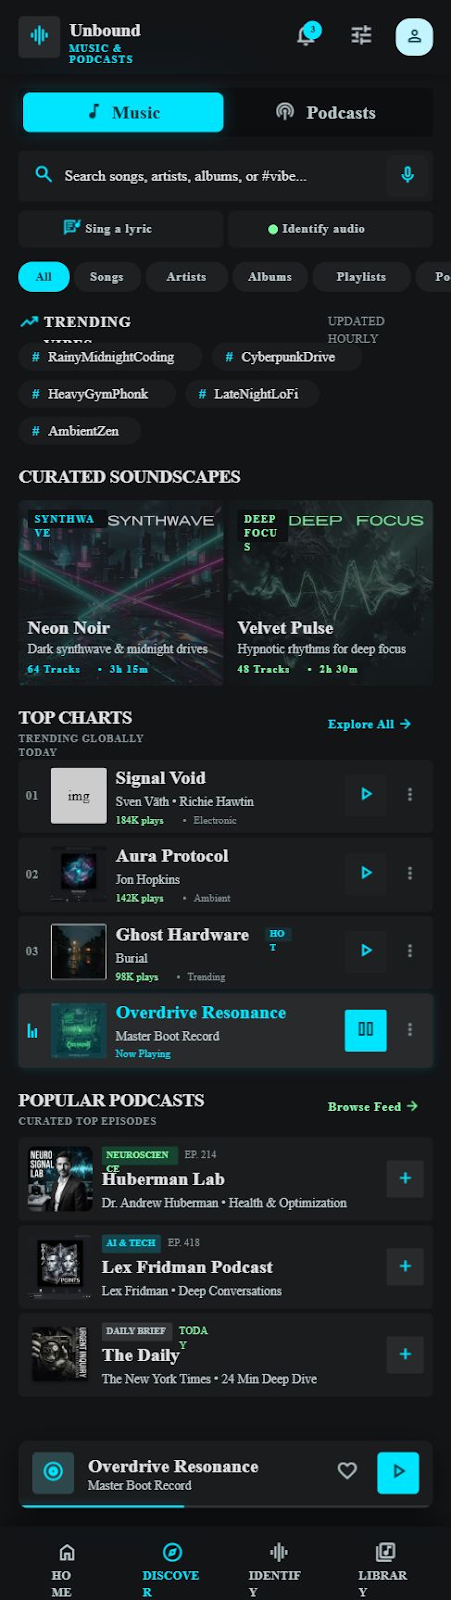 Unbound
MUSIC &
PODCASTS
3
Music
Podcasts
Search songs, artists, albums, or #vibe...
Sing a lyric
Identify audio
All
Songs
Artists
Albums
Playlists
Po
TRENDING
UPDATED
HOURLY
# RainyMidnightCoding
# CyberpunkDrive
# HeavyGymPhonk
# LateNightLoFi
# AmbientZen
CURATED SOUNDSCAPES
SYNTHWA
VE
SYNTHWAVE
Neon Noir
Dark synthwave & midnight drives
64 Tracks • 3h 15m
DEEP
FOCU
S
DEEP FOCUS
Velvet Pulse
Hypnotic rhythms for deep focus
48 Tracks • 2h 30m
TOP CHARTS
TRENDING GLOBALLY
TODAY
Explore All →
01
img
Signal Void
Sven Väth • Richie Hawtin
184K plays • Electronic
02
Aura Protocol
Jon Hopkins
142K plays • Ambient
03
Ghost Hardware
HO
T
Burial
98K plays • Trending
Overdrive Resonance
Master Boot Record
Now Playing
POPULAR PODCASTS
CURATED TOP EPISODES
Browse Feed →
NEURO
SIGNAL
LAB
NEUROSCIEN
CE
EP. 214
Huberman Lab
Dr. Andrew Huberman • Health & Optimization
AI & TECH
EP. 418
Lex Fridman Podcast
Lex Fridman • Deep Conversations
URGENT
INQUIRY
DAILY BRIEF
TODA
Y
The Daily
The New York Times • 24 Min Deep Dive
Overdrive Resonance
Master Boot Record
HO
ME
DISCOVE
R
IDENTIF
Y
LIBRAR
Y